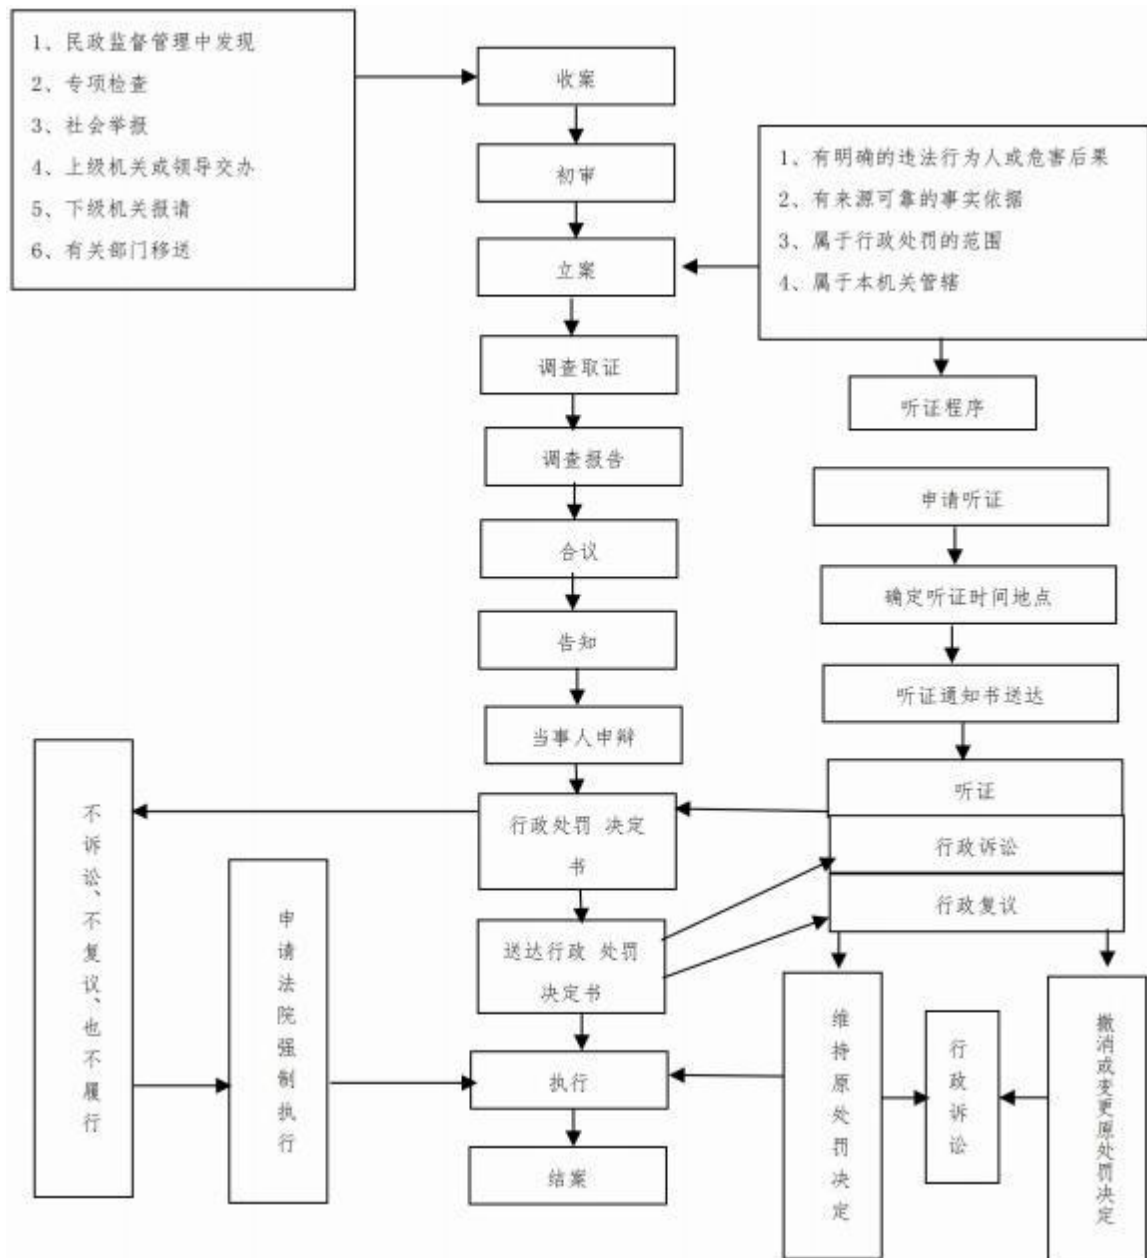 1、民政监督管理中发现
2、专项检查
3、社会举报
4、上级机关或领导交办
5、下级机关报请
6、有关部门移送
收案
初审
立案
1、有明确的违法行为人或危害后果
2、有来源可靠的事实依据
3、属于行政处罚的范围
4、属于本机关管辖
调查取证
听证程序
调查报告
申请听证
合议
确定听证时间地点
告知
听证通知书送达
当事人申辩
听证
行政处罚 决定
书
行政诉讼
行政复议
送达行政 处罚
决定书
不诉讼、不复议、也不履行
申请法院强制执行
执行
结案
维持原处罚决定
行政诉讼
撤消或变更原处罚决定